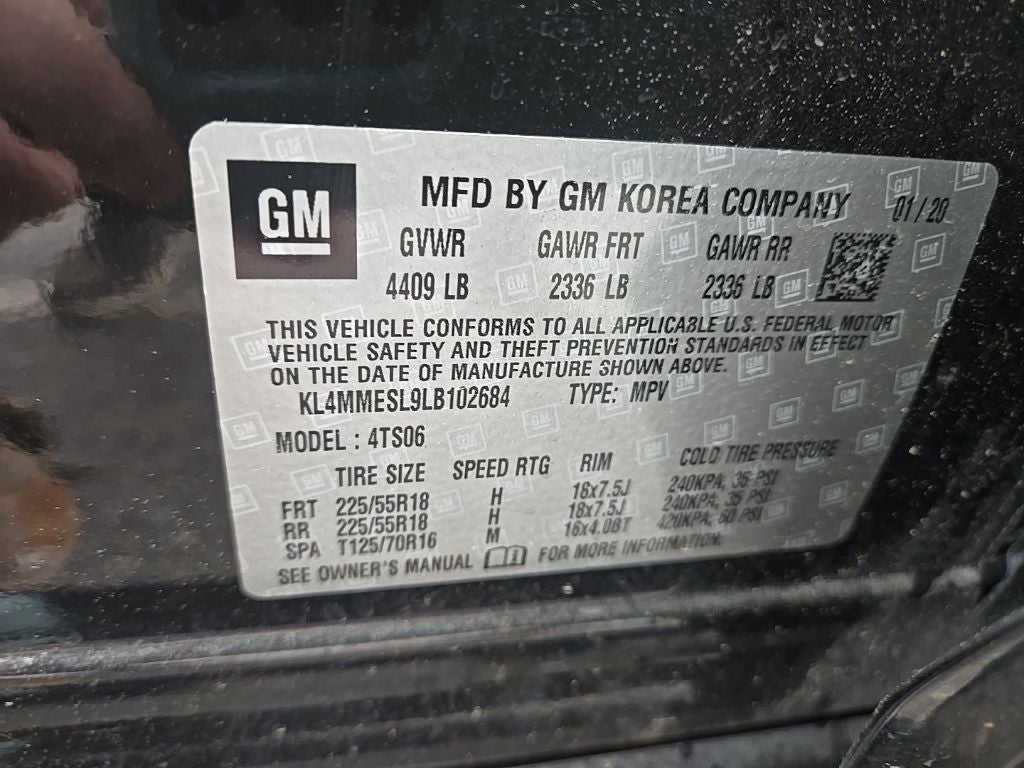 GM
MFD BY GM KOREA COMPANY 01/20
GVWR GAWR FRT GAWR RR
4409 LB 2336 LB 2336 LB
THIS VEHICLE CONFORMS TO ALL APPLICABLE U.S. FEDERAL MOTOR
VEHICLE SAFETY AND THEFT PREVENTION STANDARDS IN EFFECT
ON THE DATE OF MANUFACTURE SHOWN ABOVE.
KL4MMESL9LB102684 TYPE: MPV
MODEL : 4TS06
TIRE SIZE SPEED RTG RIM COLD TIRE PRESSURE
FRT 225/55R18 H 18x7.5J 240KPA, 35 PSI
RR 225/55R18 H 18x7.5J 240KPA, 35 PSI
SPA T125/70R16 M 16x4.0BT 420KPA, 60 PSI
SEE OWNER'S MANUAL FOR MORE INFORMATION.